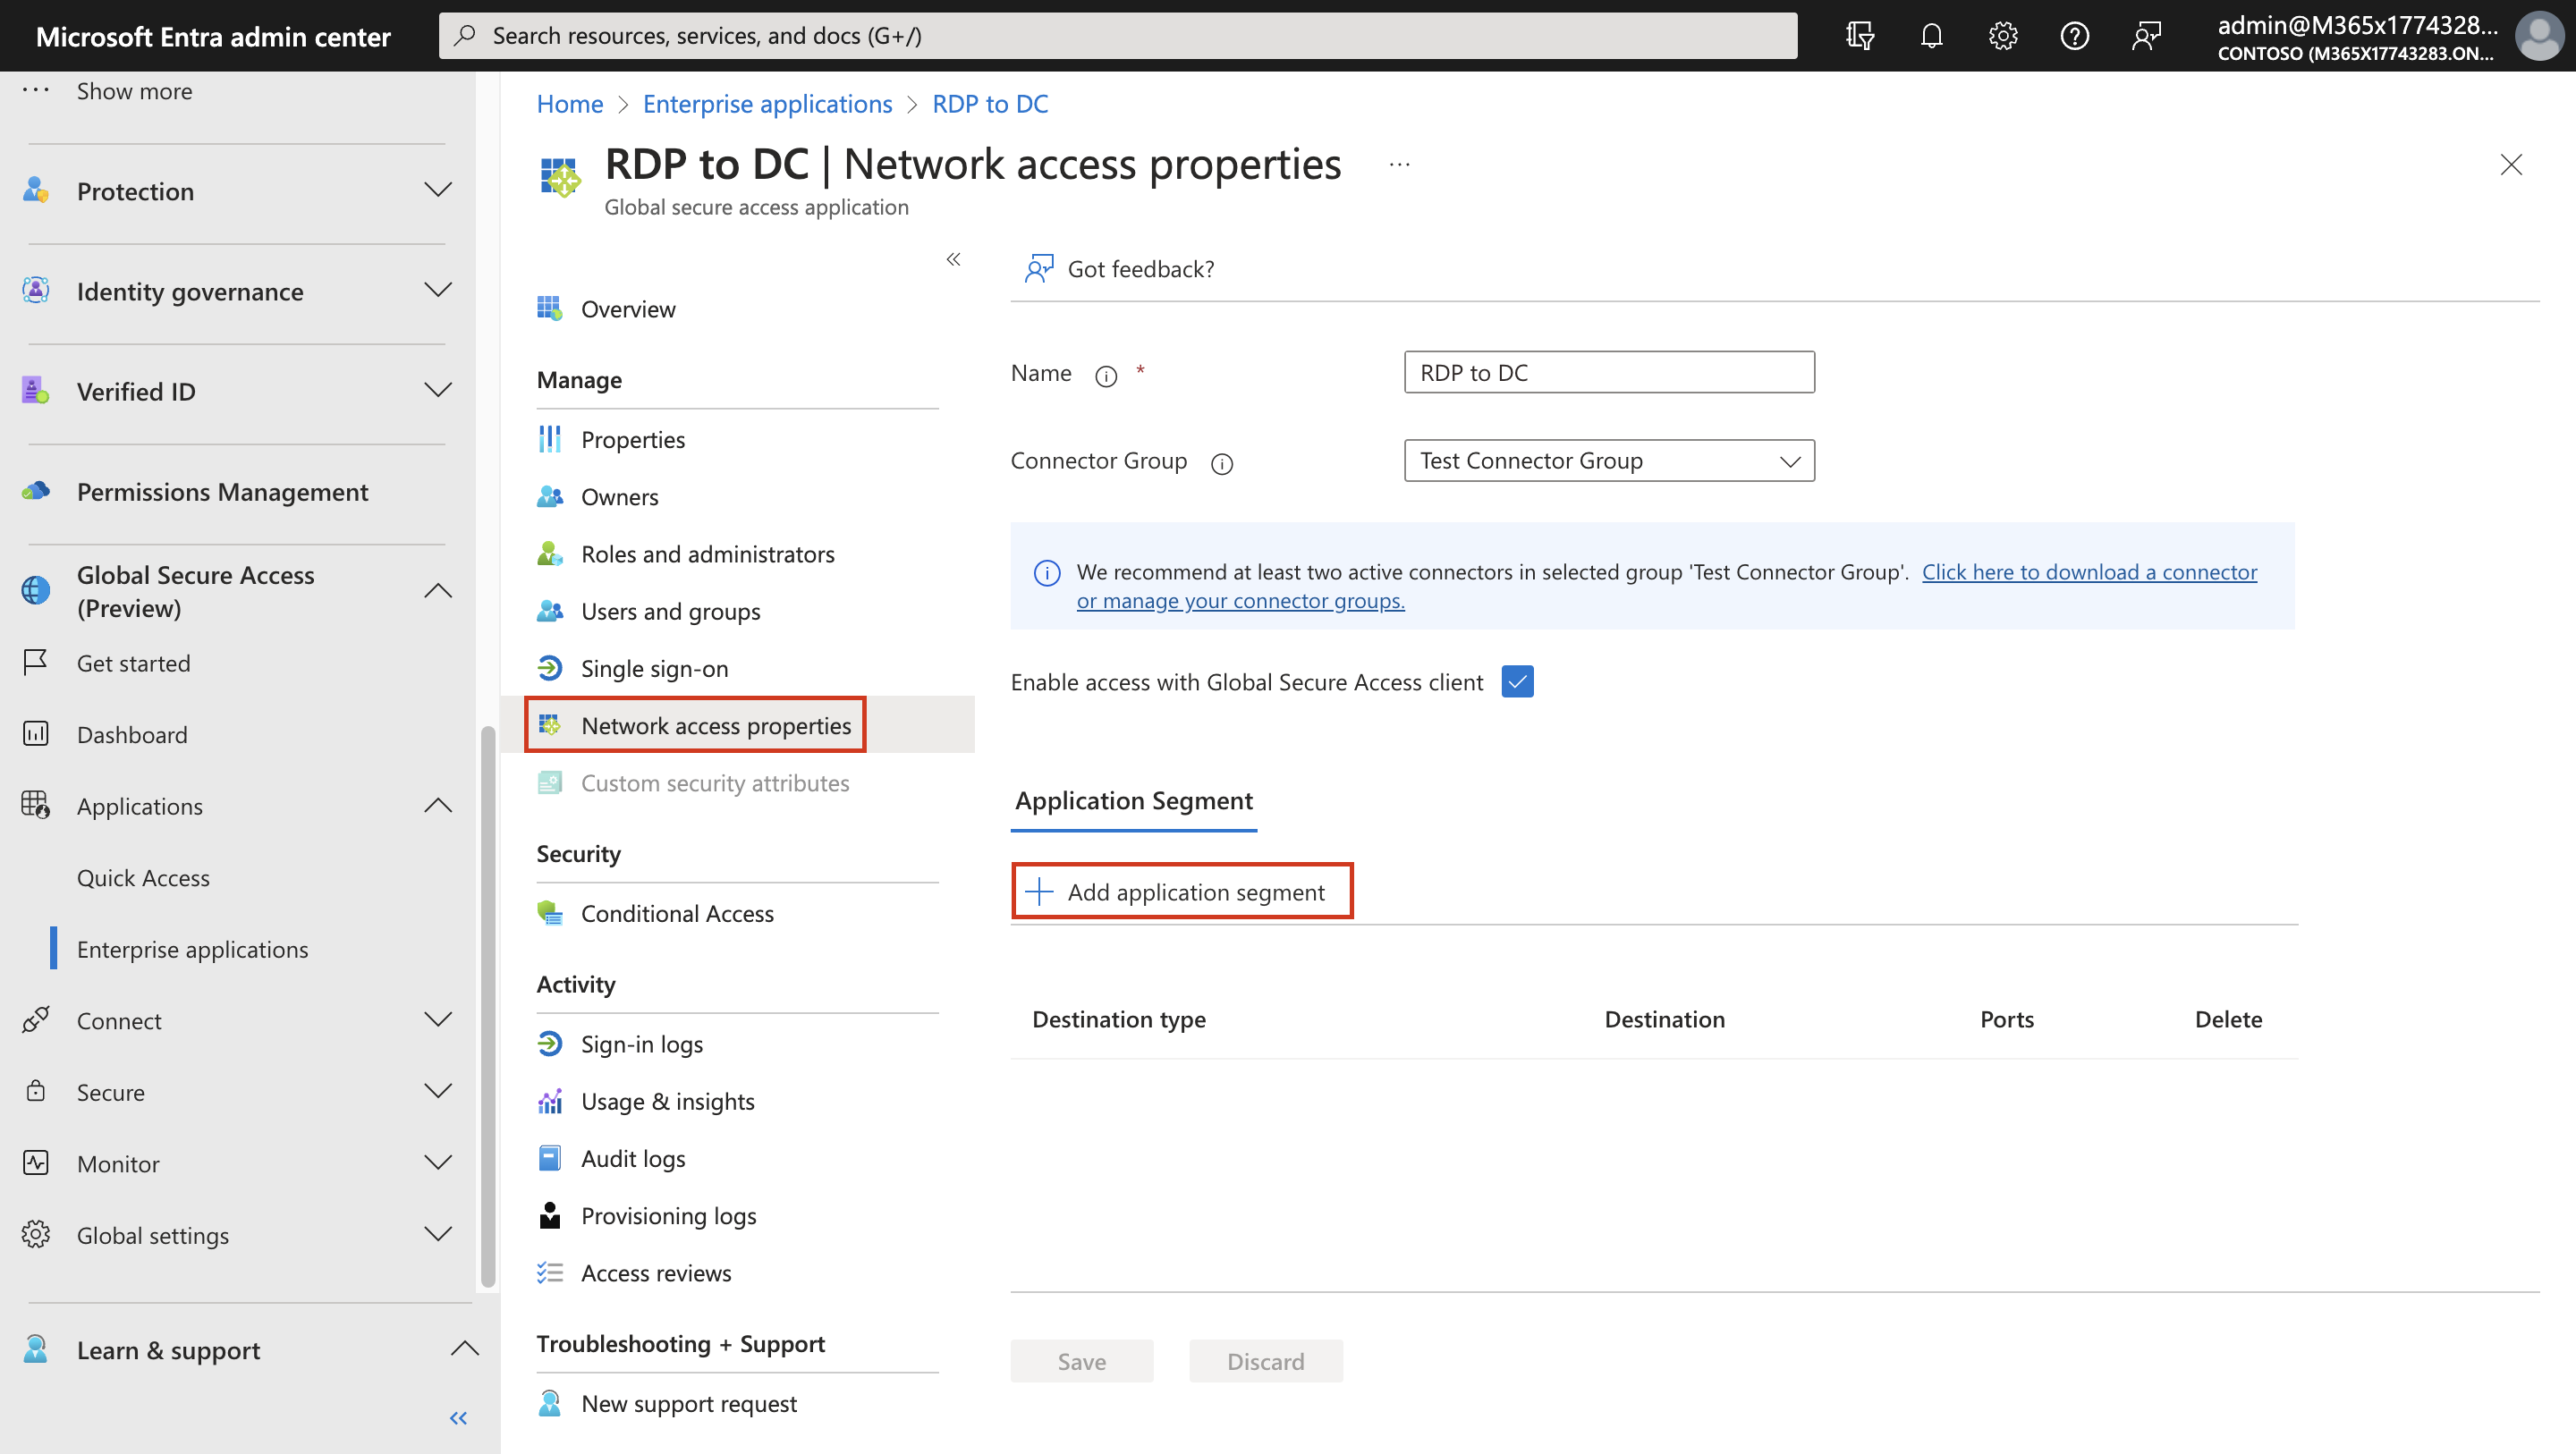 Microsoft Entra admin center
Search resources, services, and docs (G+/)
admin@M365x1774328...
CONTOSO (M365X17743283.ON...
Show more
Protection
Identity governance
Verified ID
Permissions Management
Global Secure Access
(Preview)
Get started
Dashboard
Applications
Quick Access
Enterprise applications
Connect
Secure
Monitor
Global settings
Learn & support
Home > Enterprise applications > RDP to DC
RDP to DC | Network access properties
Global secure access application
Overview
Manage
Properties
Owners
Roles and administrators
Users and groups
Single sign-on
Network access properties
Custom security attributes
Security
Conditional Access
Activity
Sign-in logs
Usage & insights
Audit logs
Provisioning logs
Access reviews
Troubleshooting + Support
New support request
Got feedback?
Name *
RDP to DC
Connector Group
Test Connector Group
We recommend at least two active connectors in selected group 'Test Connector Group'. Click here to download a connector
or manage your connector groups.
Enable access with Global Secure Access client
Application Segment
Add application segment
Destination type Destination Ports Delete
Save Discard